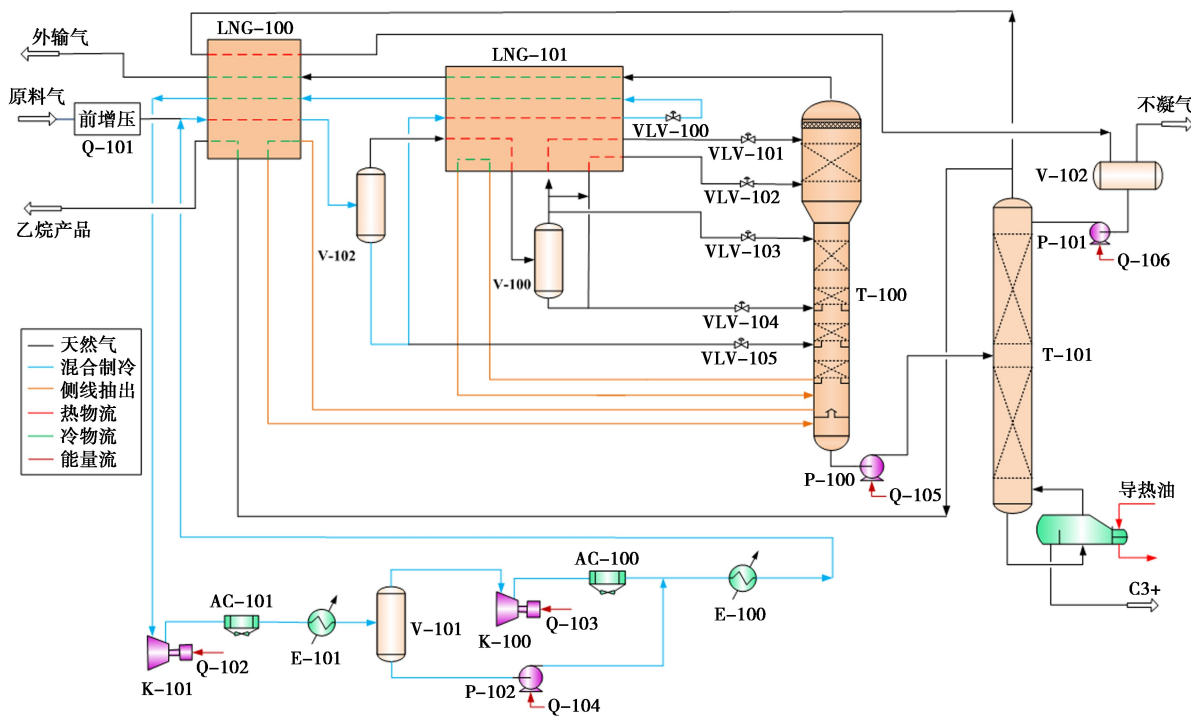 LNG-100
外输气
LNG-101
原料气
前增压
Q-101
不凝气
VLV-100
VLV-101
V-102
VLV-102
乙烷产品
P-101
V-102
VLV-103
Q-106
V-100
T-100
VLV-104
天然气
VLV-105
T-101
混合制冷
侧线抽出
热物流
冷物流
能量流
P-100
Q-105
导热油
AC-100
C3+
AC-101
E-100
V-101
Q-103
K-100
E-101
Q-102
K-101
P-102
Q-104